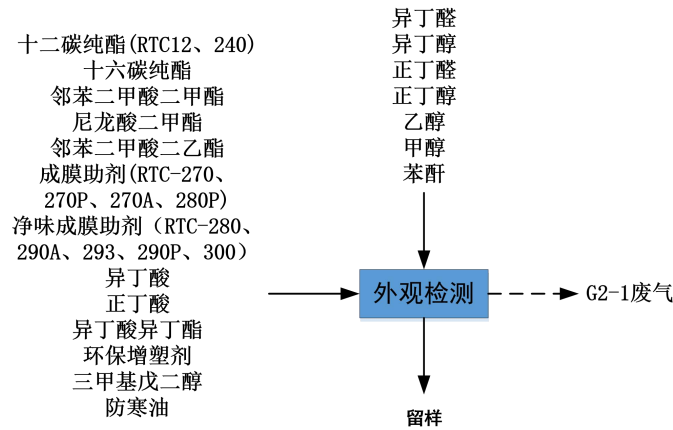 十二碳纯酯(RTC12、240)
十六碳纯酯
邻苯二甲酸二甲酯
尼龙酸二甲酯
邻苯二甲酸二乙酯
成膜助剂(RTC-270、
270P、270A、280P)
净味成膜助剂（RTC-280、
290A、293、290P、300）
异丁酸
正丁酸
异丁酸异丁酯
环保增塑剂
三甲基戊二醇
防寒油
异丁醛
异丁醇
正丁醛
正丁醇
乙醇
甲醇
苯酐
外观检测
G2-1废气
留样